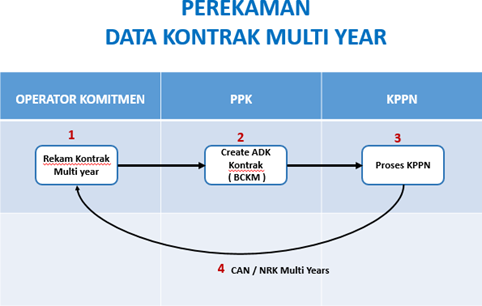 PEREKAMAN
DATA KONTRAK MULTI YEAR
OPERATOR KOMITMEN
PPK
KPPN
1
2
3
Rekam Kontrak
Multi year
Create ADK
Kontrak
( BCKM )
Proses KPPN
4 CAN / NRK Multi Years